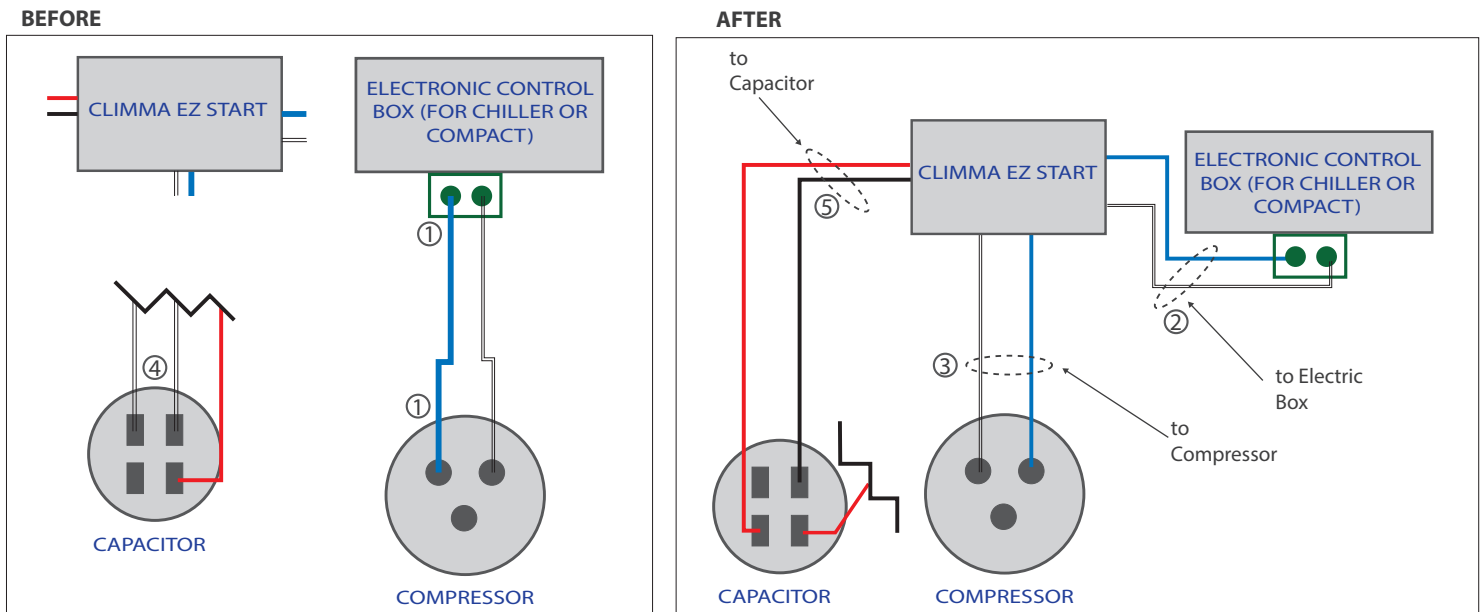 BEFORE
CLIMMA EZ START
ELECTRONIC CONTROL
BOX (FOR CHILLER OR
COMPACT)
①
①
④
CAPACITOR
COMPRESSOR
AFTER
to
Capacitor
⑤
CLIMMA EZ START
ELECTRONIC CONTROL
BOX (FOR CHILLER OR
COMPACT)
②
③
to Electric
Box
to
Compressor
CAPACITOR
COMPRESSOR